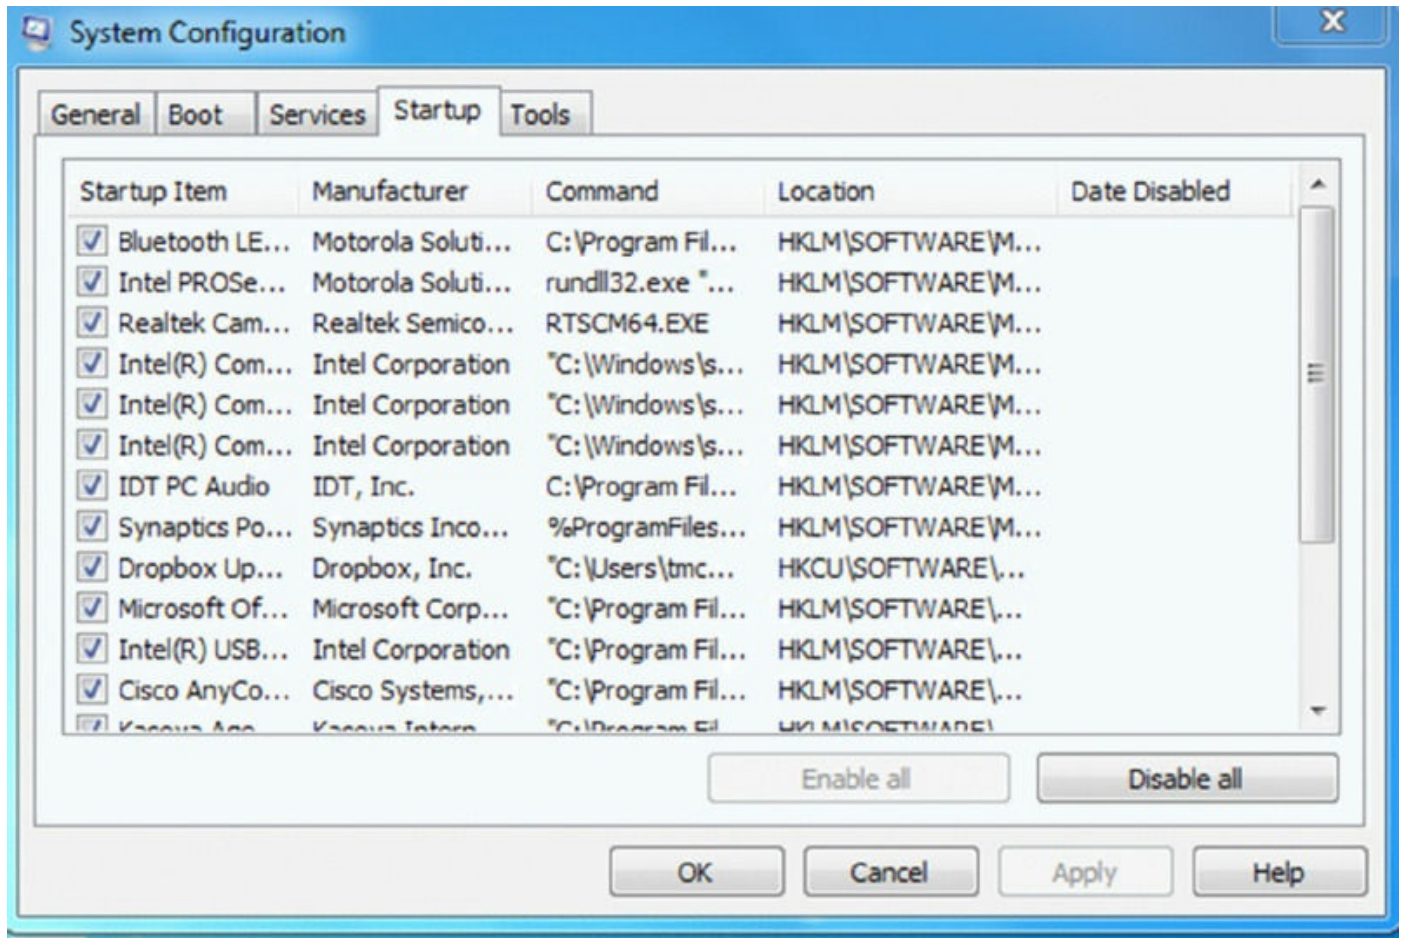 System Configuration
General Boot Services Startup Tools
Startup Item Manufacturer Command Location Date Disabled
Bluetooth LE... Motorola Soluti... C:\Program Fil... HKLM\SOFTWARE\M...
Intel PROSe... Motorola Soluti... rundll32.exe "... HKLM\SOFTWARE\M...
Realtek Cam... Realtek Semico... RTSCM64.EXE HKLM\SOFTWARE\M...
Intel(R) Com... Intel Corporation "C:\Windows\s... HKLM\SOFTWARE\M...
Intel(R) Com... Intel Corporation "C:\Windows\s... HKLM\SOFTWARE\M...
Intel(R) Com... Intel Corporation "C:\Windows\s... HKLM\SOFTWARE\M...
IDT PC Audio IDT, Inc. C:\Program Fil... HKLM\SOFTWARE\M...
Synaptics Po... Synaptics Inco... %ProgramFiles... HKLM\SOFTWARE\M...
Dropbox Up... Dropbox, Inc. "C:\Users\tmc... HKCU\SOFTWARE\...
Microsoft Of... Microsoft Corp... "C:\Program Fil... HKLM\SOFTWARE\...
Intel(R) USB... Intel Corporation "C:\Program Fil... HKLM\SOFTWARE\...
Cisco AnyCo... Cisco Systems,... "C:\Program Fil... HKLM\SOFTWARE\...
"C:\Program Fil HKLM\SOFTWARE\
Enable all Disable all
OK Cancel Apply Help